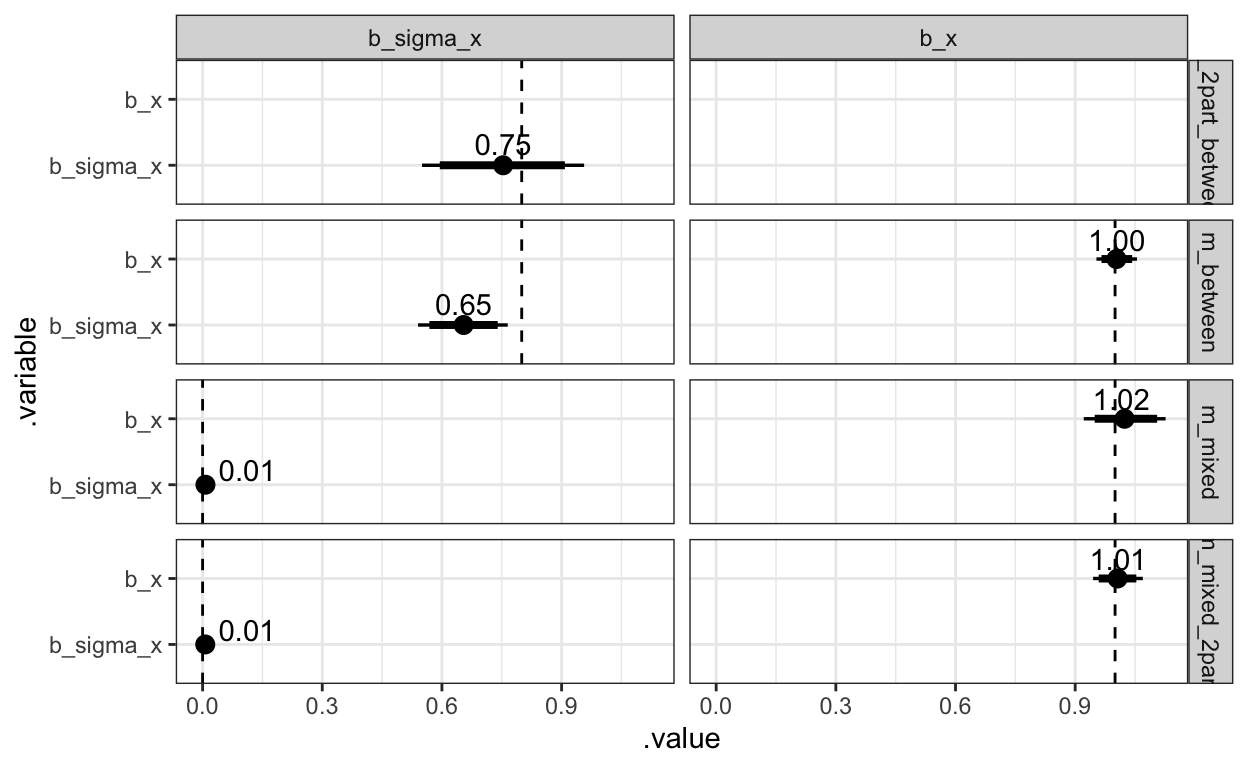 b_sigma_x
b_x
b_x
b_sigma_x
0.75
_2part_betwee
b_x
b_sigma_x
0.65
1.00
m_between
b_x
b_sigma_x
0.01
1.02
m_mixed
b_x
b_sigma_x
0.01
1.01
_mixed_2par
0.0 0.3 0.6 0.9
0.0 0.3 0.6 0.9
.value
.variable